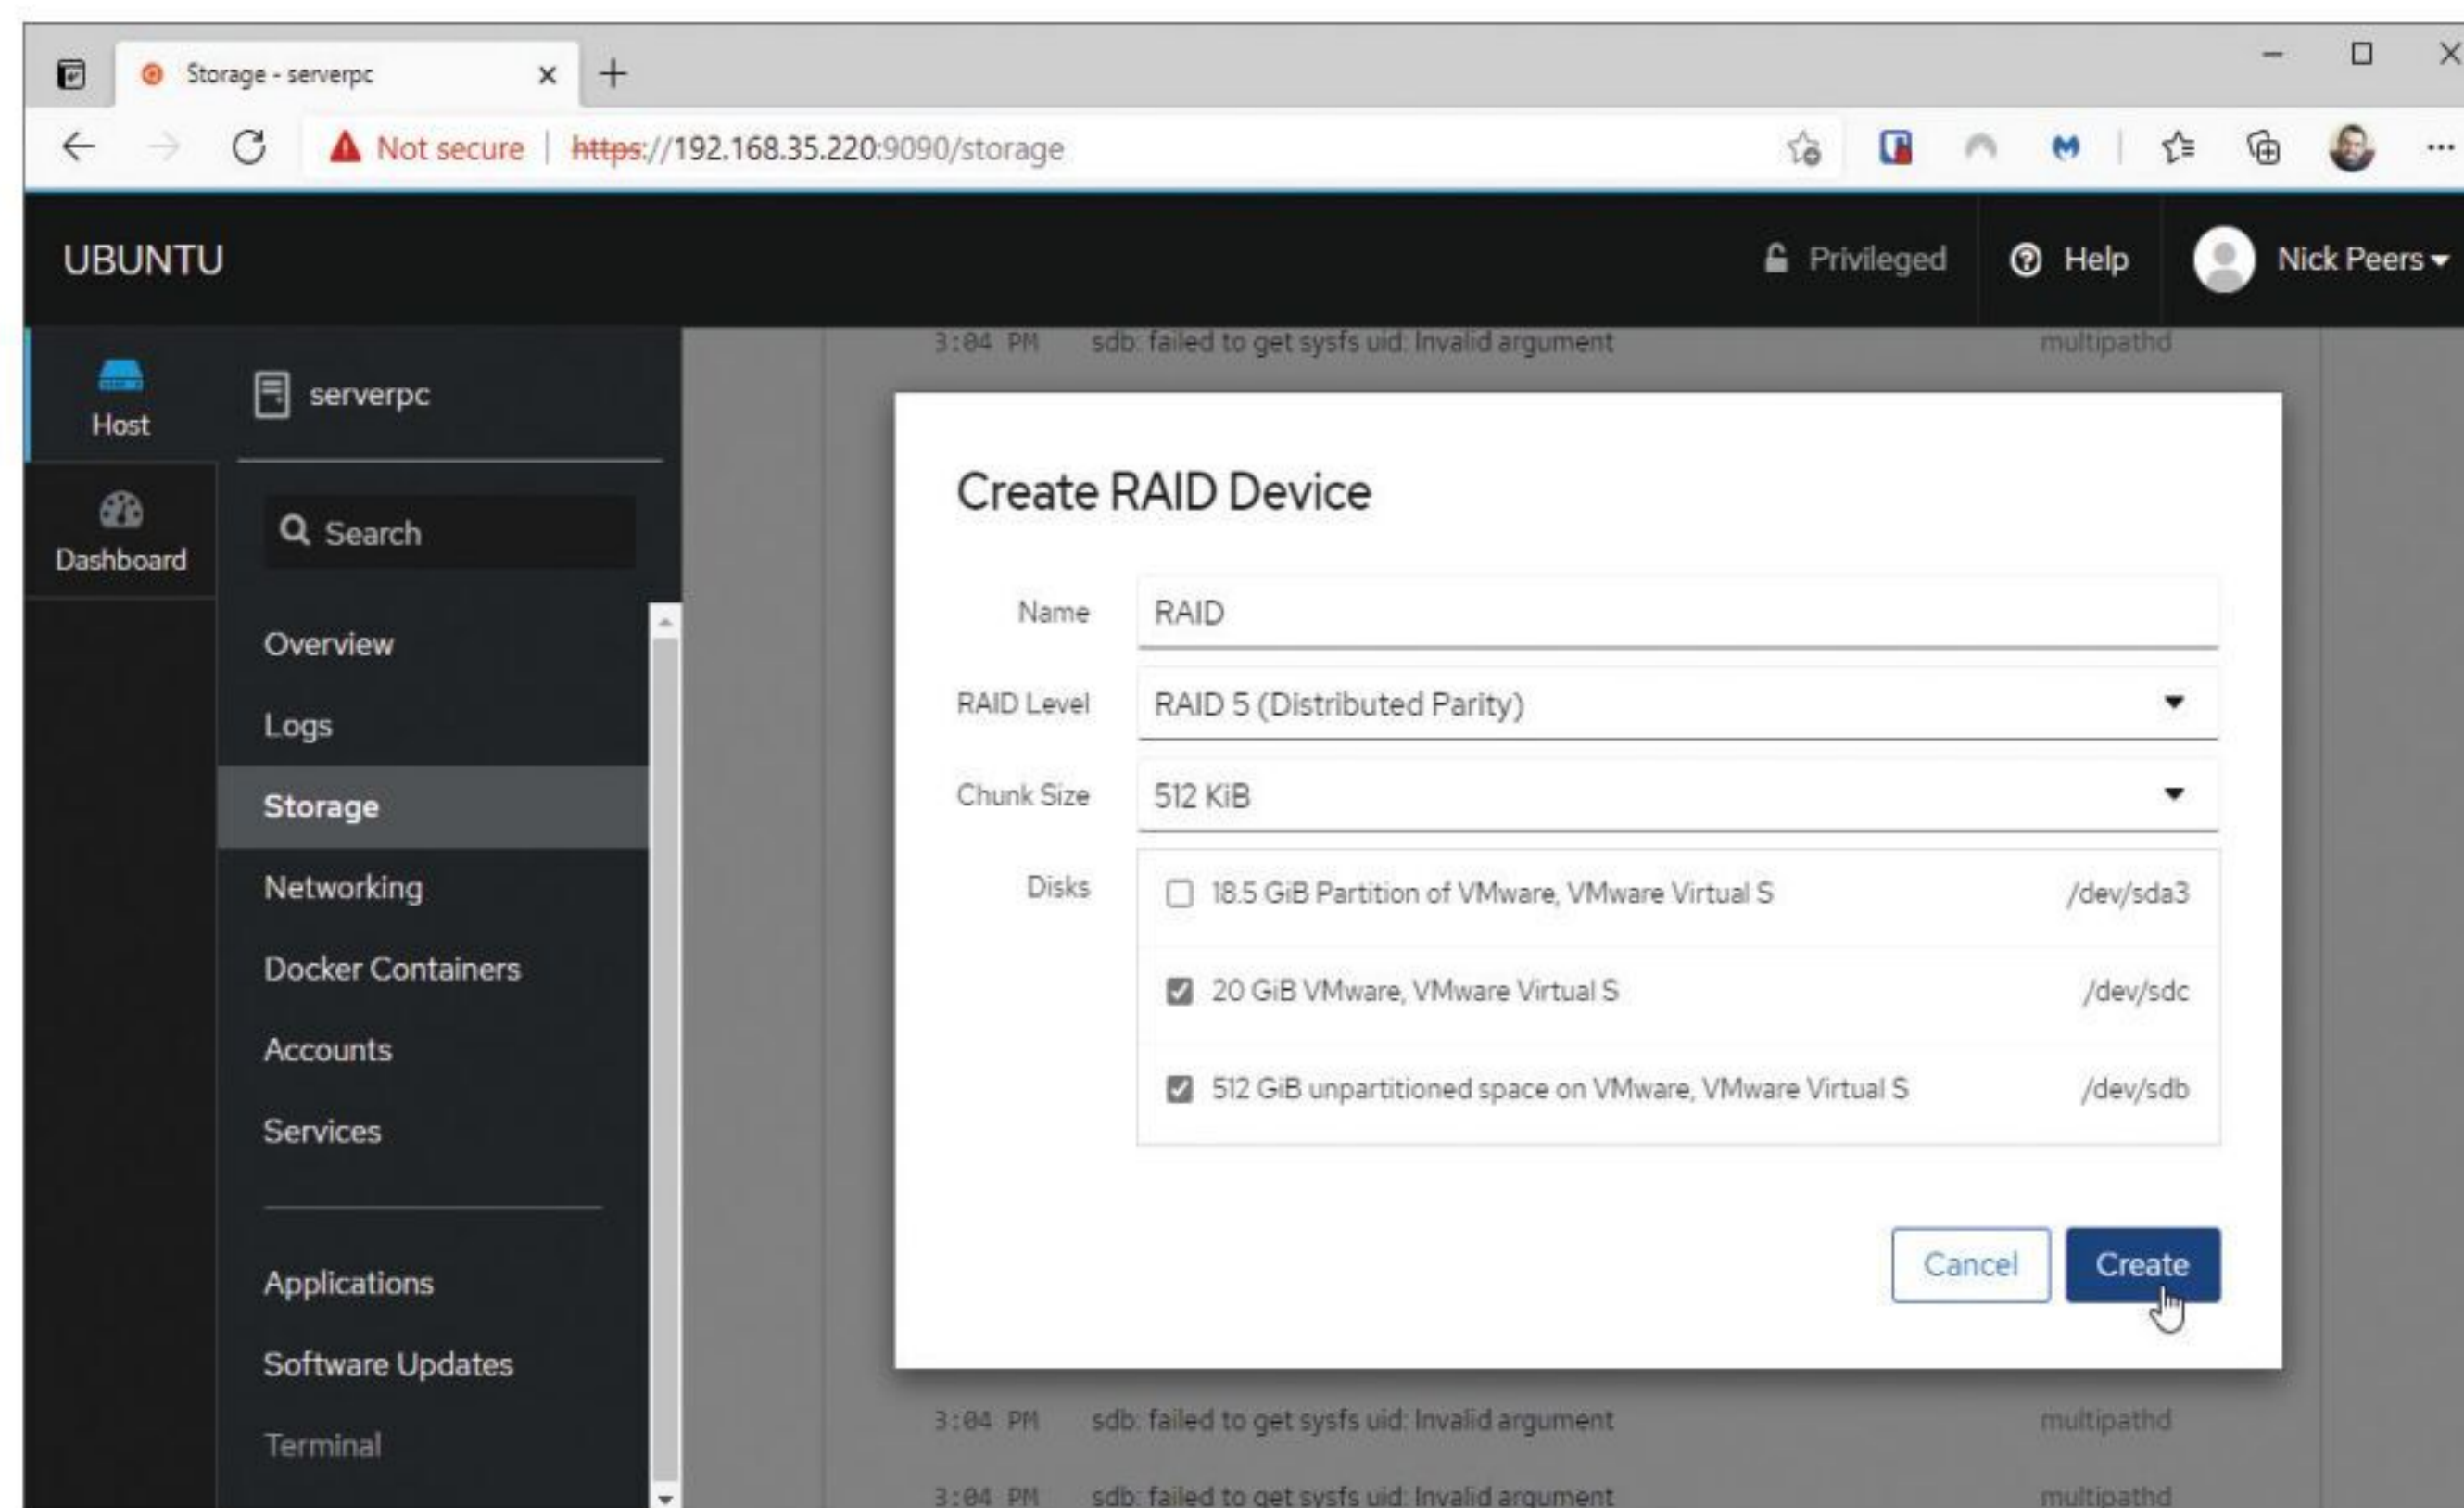 Storage - serverpc
Not secure | https://192.168.35.220:9090/storage
UBUNTU
Privileged
Help
Nick Peers
Host
Dashboard
serverpc
Search
Overview
Logs
Storage
Networking
Docker Containers
Accounts
Services
Applications
Software Updates
Terminal
3:04 PM sdb: failed to get sysfs uid: Invalid argument multipathd
Create RAID Device
Name RAID
RAID Level RAID 5 (Distributed Parity)
Chunk Size 512 KiB
Disks 18.5 GiB Partition of VMware, VMware Virtual S /dev/sda3
20 GiB VMware, VMware Virtual S /dev/sdc
512 GiB unpartitioned space on VMware, VMware Virtual S /dev/sdb
Cancel Create
3:04 PM sdb: failed to get sysfs uid: Invalid argument multipathd
3:04 PM sdb: failed to get sysfs uid: Invalid argument multipathd